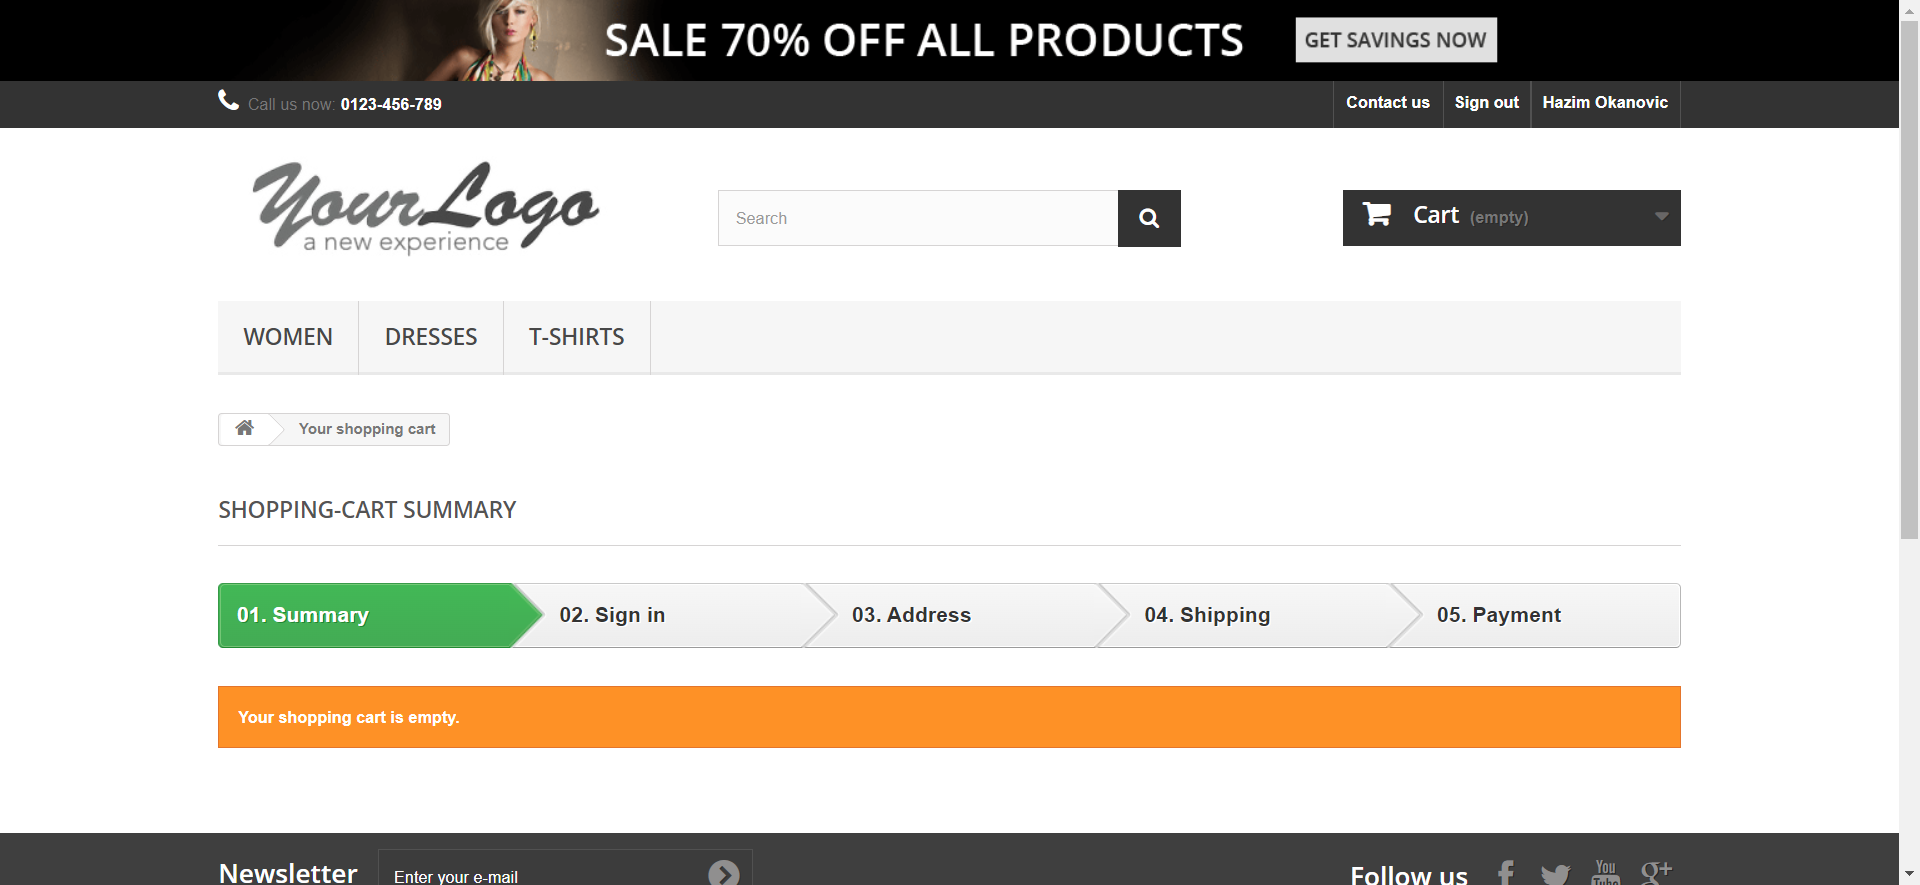 SALE 70% OFF ALL PRODUCTS GET SAVINGS NOW
Call us now: 0123-456-789 Contact us Sign out Hazim Okanovic
YourLogo
a new experience
Search
Cart (empty)
WOMEN DRESSES T-SHIRTS
Your shopping cart
SHOPPING-CART SUMMARY
01. Summary 02. Sign in 03. Address 04. Shipping 05. Payment
Your shopping cart is empty.
Newsletter Enter your e-mail Follow us
You
Tube
g+